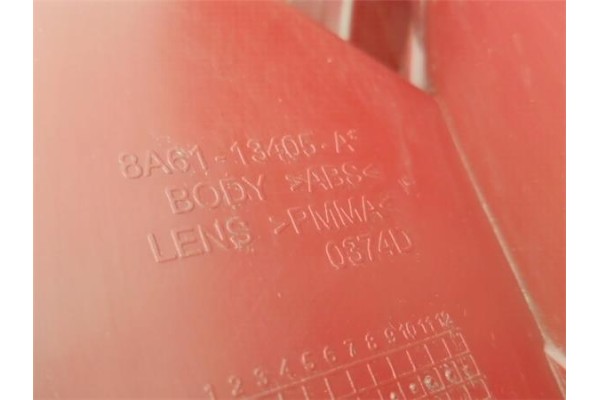 8A61-13405-A
BODY >ABS<
LENS >PMMA<
0374D
1 2 3 4 5 6 7 8 9 10 11 12